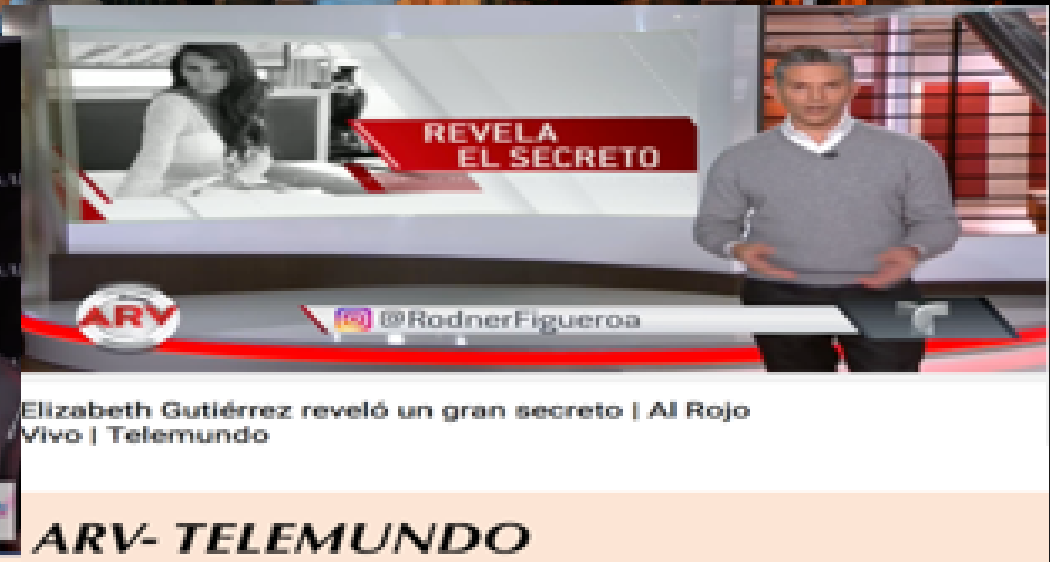 REVELA
EL SECRETO
ARV
@RodnerFigueroa
Elizabeth Gutiérrez reveló un gran secreto | Al Rojo
Vivo | Telemundo
ARV- TELEMUNDO